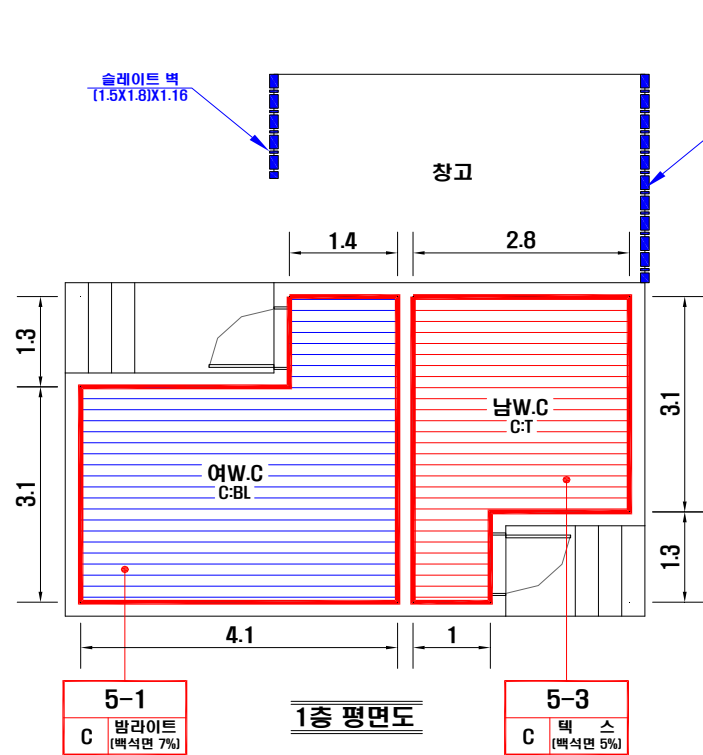 슬레이트 벽
(1.5X1.8)X1.16
창고
1.4
2.8
1.3
3.1
남W.C
C:T
3.1
여W.C
C:BL
1.3
4.1
1
5-1
C
밤라이트
(백석면 7%)
1층 평면도
5-3
C
텍 스
(백석면 5%)